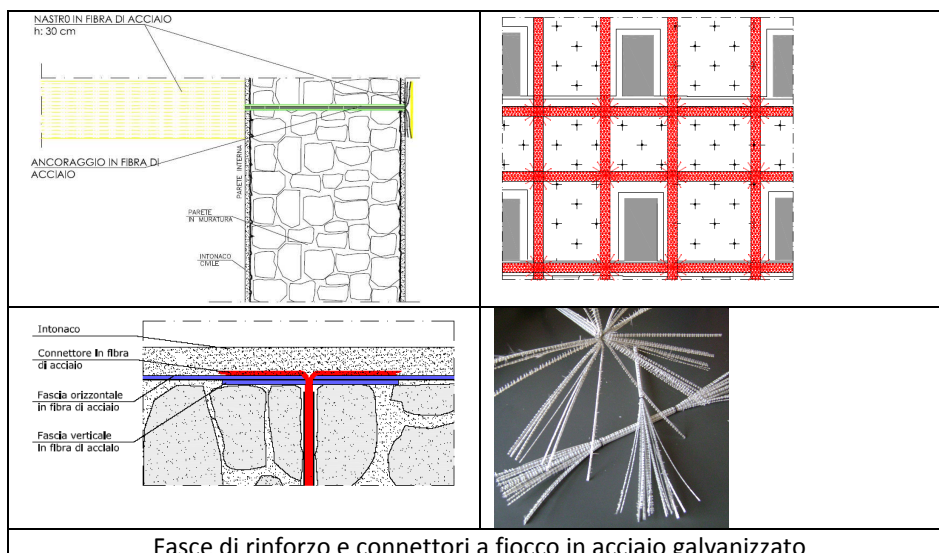 NASTRO IN FIBRA DI ACCIAIO
h: 30 cm
ANCORAGGIO IN FIBRA DI
ACCIAIO
PARETE INTERNA
PARETE
IN MURATURA
INTONACO
CIVILE
Intonaco
Connettore in fibra
di acciaio
Fascia orizzontale
in fibra di acciaio
Fascia verticale
in fibra di acciaio
Fasce di rinforzo e connettori a fiocco in acciaio galvanizzato